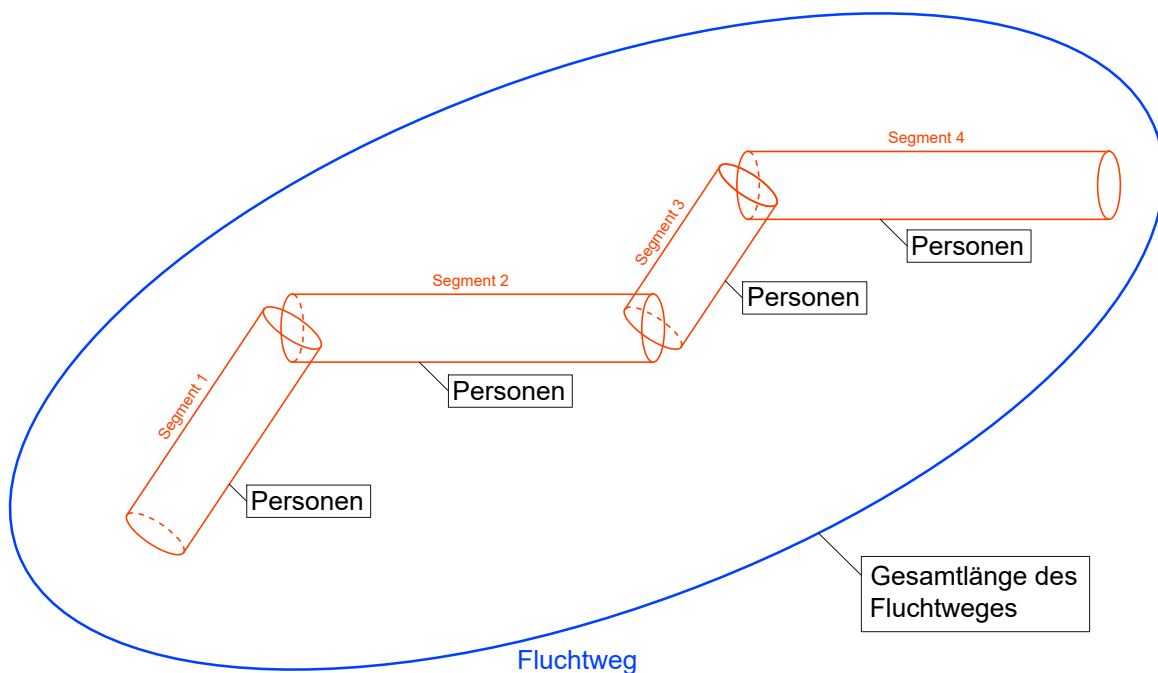 Segment 4
Personen
Segment 3
Personen
Segment 2
Personen
Segment 1
Personen
Gesamtlänge des
Fluchtweges
Fluchtweg